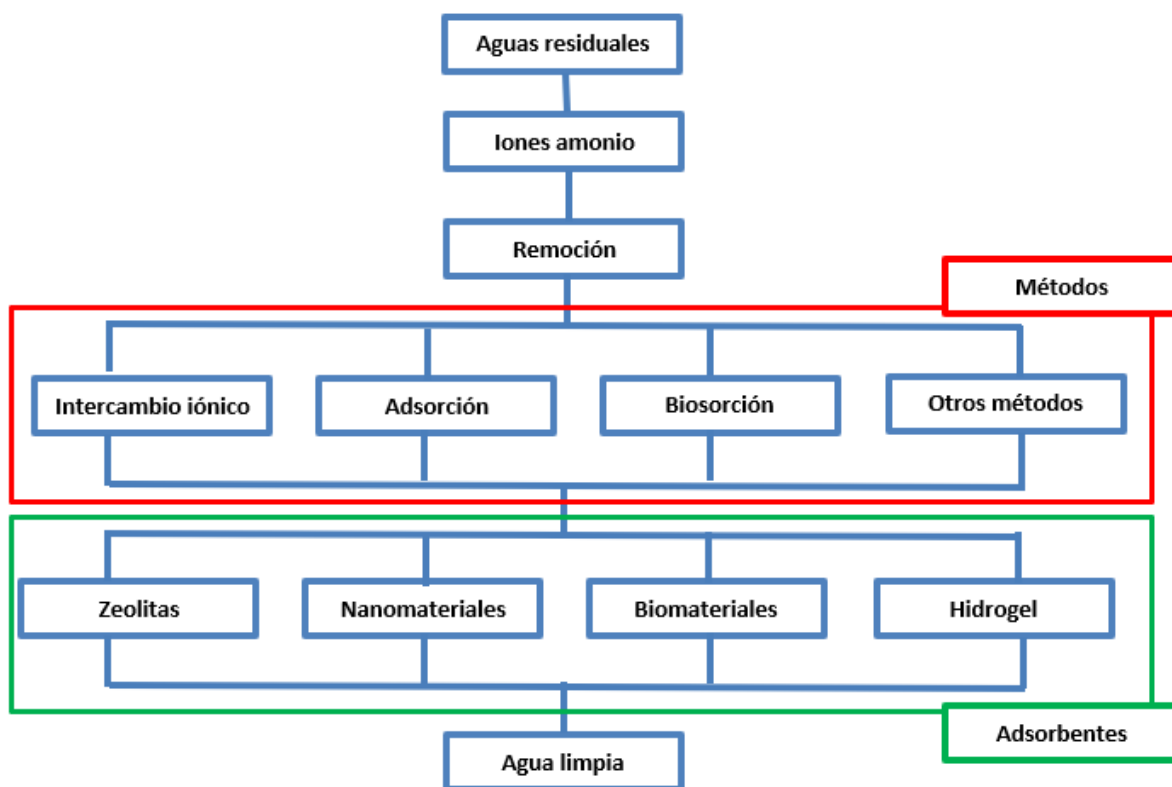 Aguas residuales
Iones amonio
Remoción
Métodos
Intercambio iónico
Adsorción
Biosorción
Otros métodos
Zeolitas
Nanomateriales
Biomateriales
Hidrogel
Adsorbentes
Agua limpia